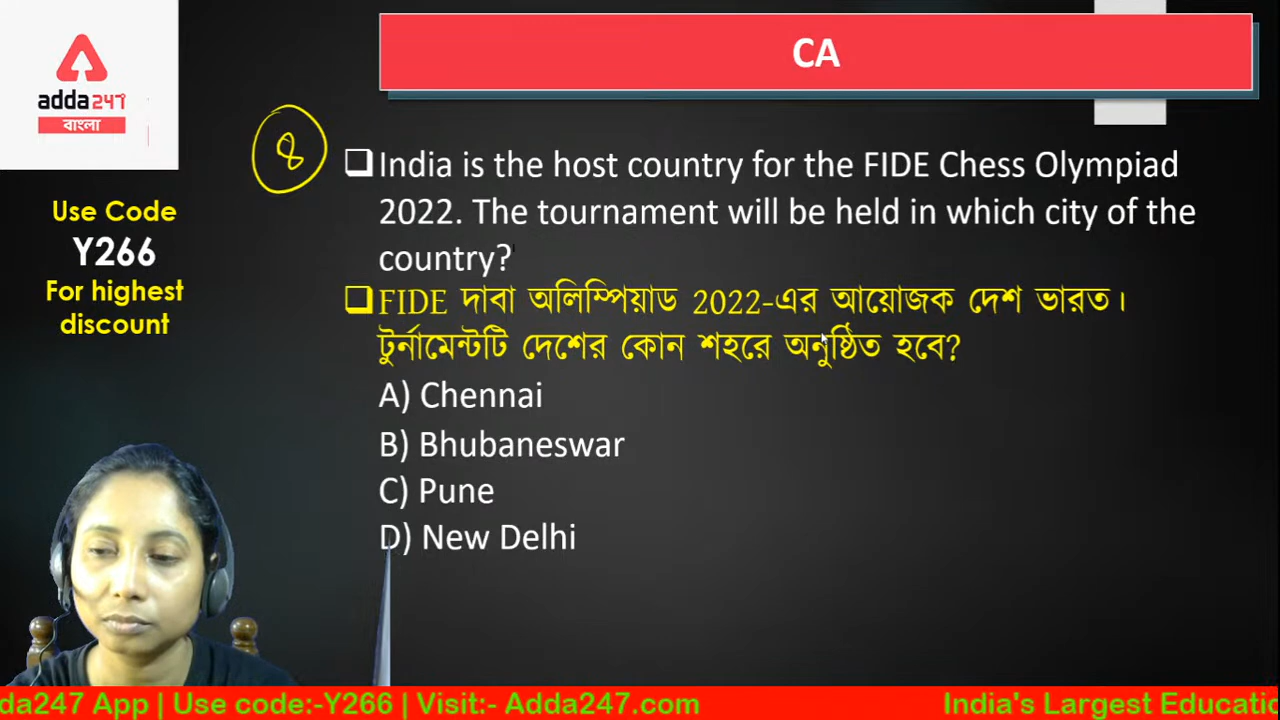 CA
adda247
বাংলা
Use Code
Y266
For highest
discount
8
India is the host country for the FIDE Chess Olympiad
2022. The tournament will be held in which city of the
country?
FIDE দাবা অলিম্পিয়াড 2022-এর আয়োজক দেশ ভারত।
টুর্নামেন্টটি দেশের কোন শহরে অনুষ্ঠিত হবে?
A) Chennai
B) Bhubaneswar
C) Pune
D) New Delhi
da247 App | Use code:-Y266 | Visit:- Adda247.com India's Largest Educatio